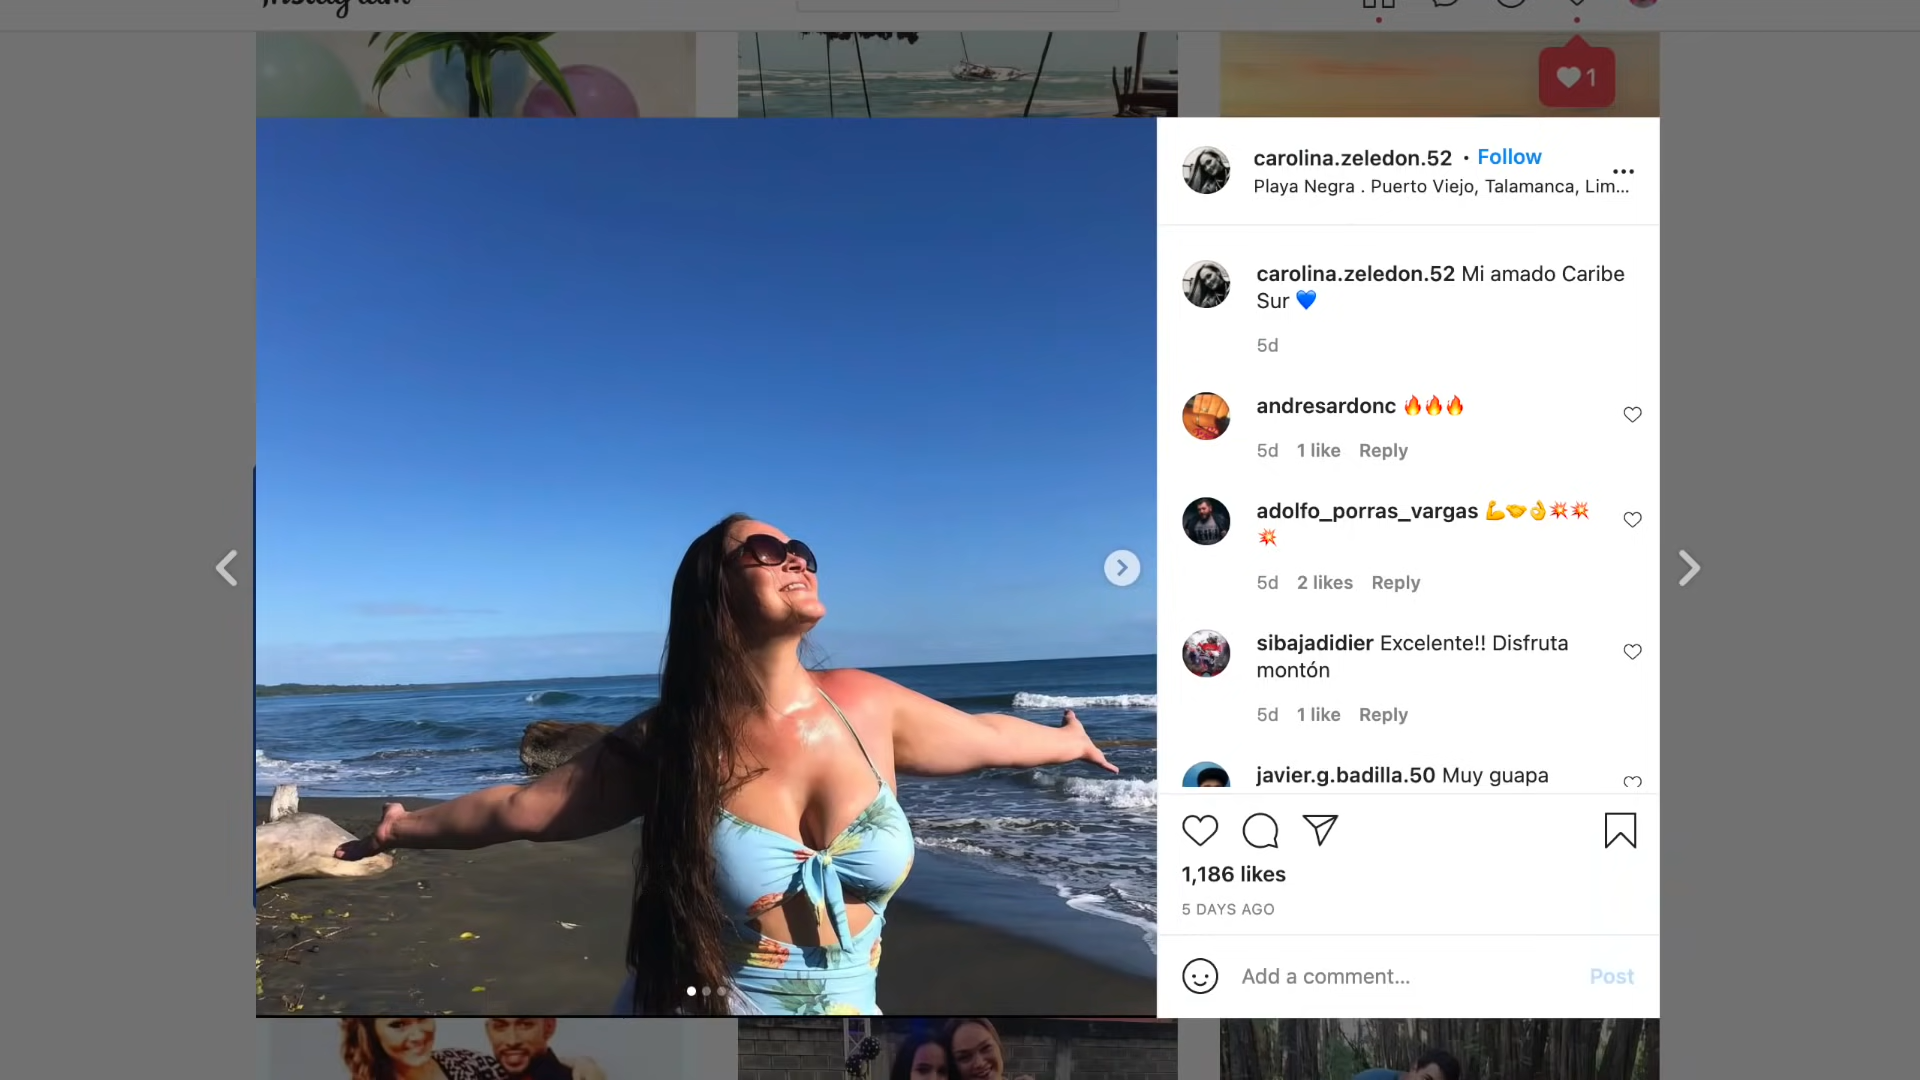 Instagram
1
carolina.zeledon.52 • Follow
Playa Negra . Puerto Viejo, Talamanca, Lim...
carolina.zeledon.52 Mi amado Caribe
Sur 💙
5d
andresardonc 🔥🔥🔥
5d 1 like Reply
adolfo_porras_vargas 💪🤝👌💥💥
💥
5d 2 likes Reply
sibajadidier Excelente!! Disfruta
montón
5d 1 like Reply
javier.g.badilla.50 Muy guapa
1,186 likes
5 DAYS AGO
Add a comment... Post